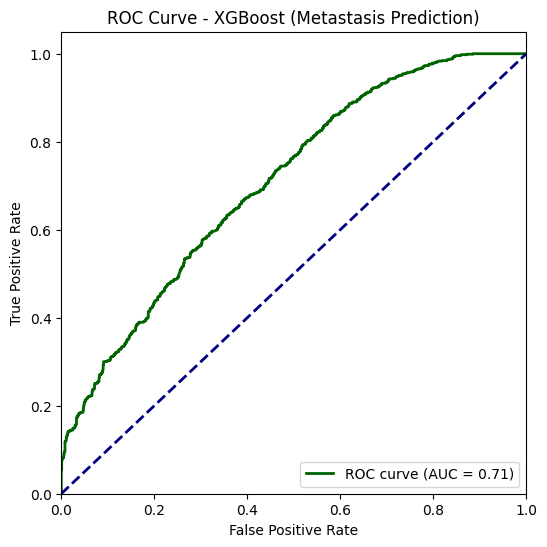 ROC Curve - XGBoost (Metastasis Prediction)
True Positive Rate
1.0
0.8
0.6
0.4
0.2
0.0
ROC curve (AUC = 0.71)
0.0 0.2 0.4 0.6 0.8 1.0
False Positive Rate